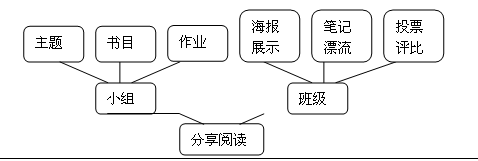 主题
书目
作业
海报
展示
笔记
漂流
投票
评比
小组
班级
分享阅读